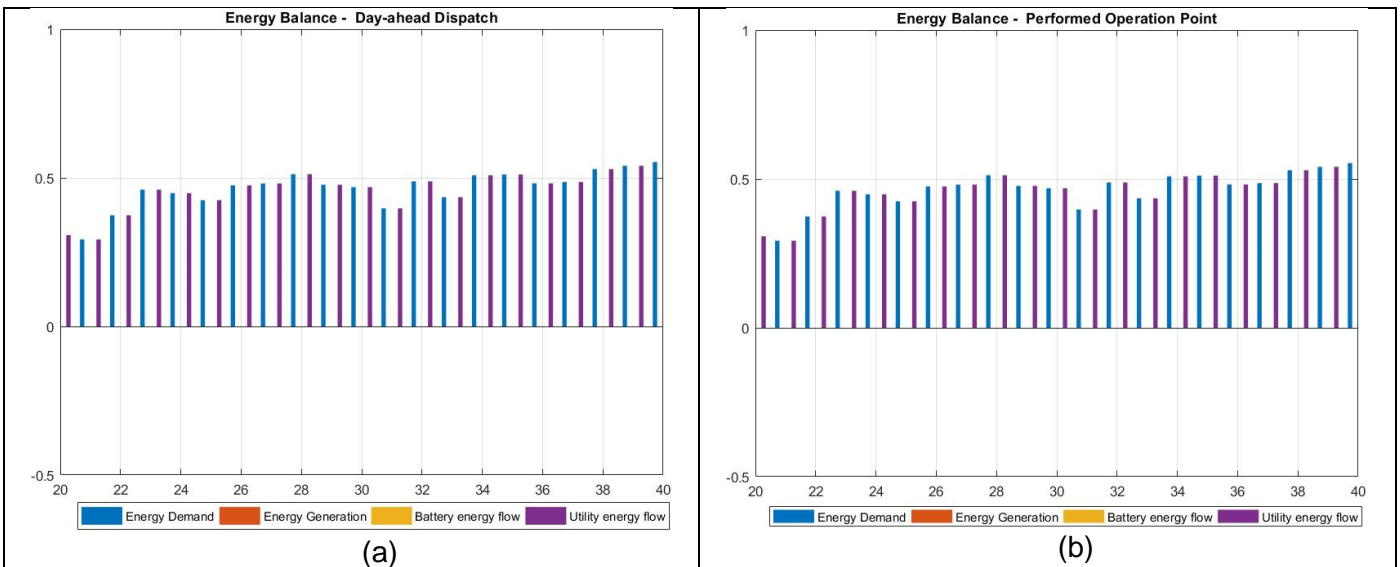 Energy Balance - Day-ahead Dispatch
1
0.5
0
-0.5
20 22 24 26 28 30 32 34 36 38 40
Energy Demand Energy Generation Battery energy flow Utility energy flow
(a)
Energy Balance - Performed Operation Point
1
0.5
0
-0.5
20 22 24 26 28 30 32 34 36 38 40
Energy Demand Energy Generation Battery energy flow Utility energy flow
(b)